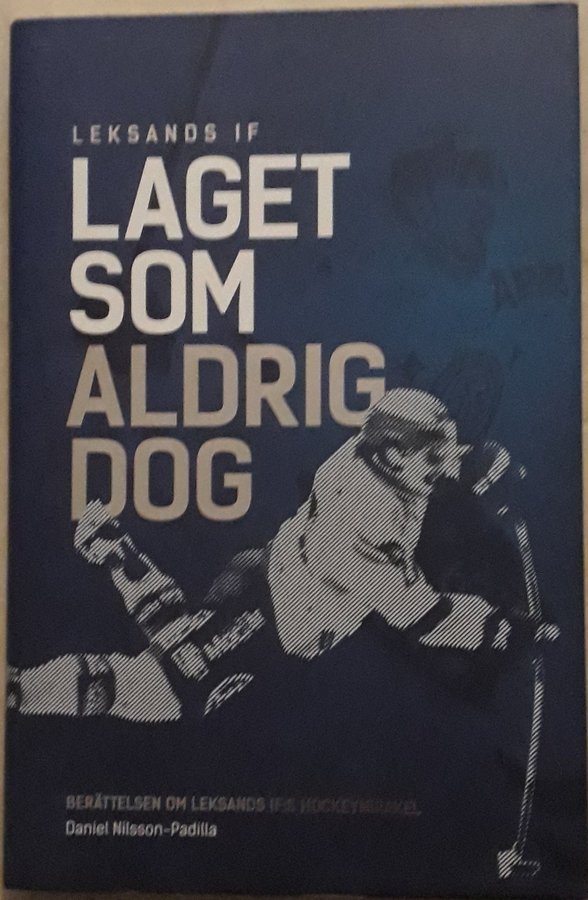 LEKSANDS IF
LAGET
SOM
ALDRIG
DOG
BERÄTTELSEN OM LEKSANDS IF:S HOCKEYMIRAKEL
Daniel Nilsson-Padilla